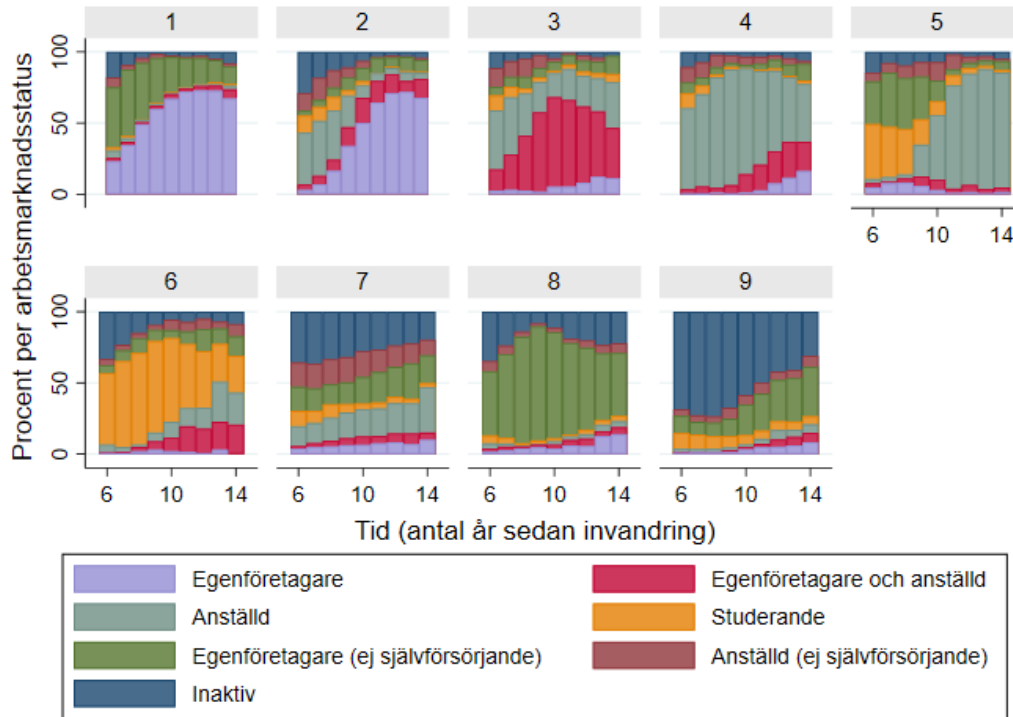 Procent per arbetsmarknadsstatus
1 2 3 4 5
100
50
0
6 10 14
6 7 8 9
100
50
0
6 10 14 6 10 14 6 10 14 6 10 14
Tid (antal år sedan invandring)
Egenföretagare Egenföretagare och anställd
Anställd Studerande
Egenföretagare (ej självförsörjande) Anställd (ej självförsörjande)
Inaktiv